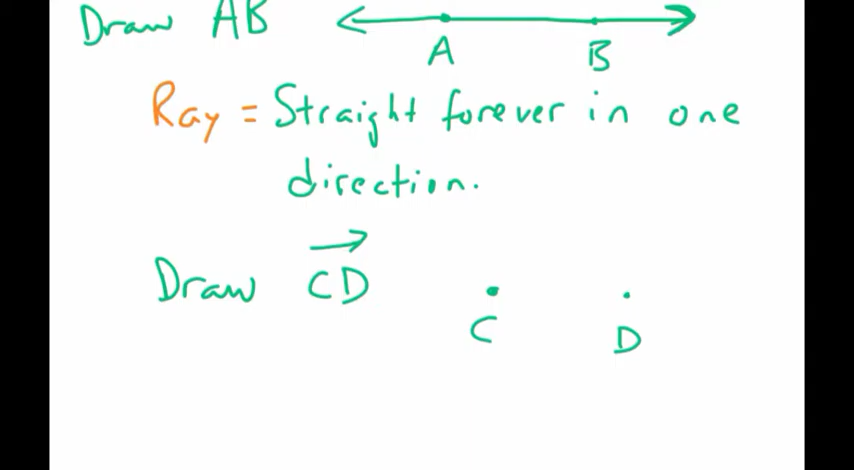 Draw AB
A B
Ray = Straight forever in one
direction.
Draw CD
C D